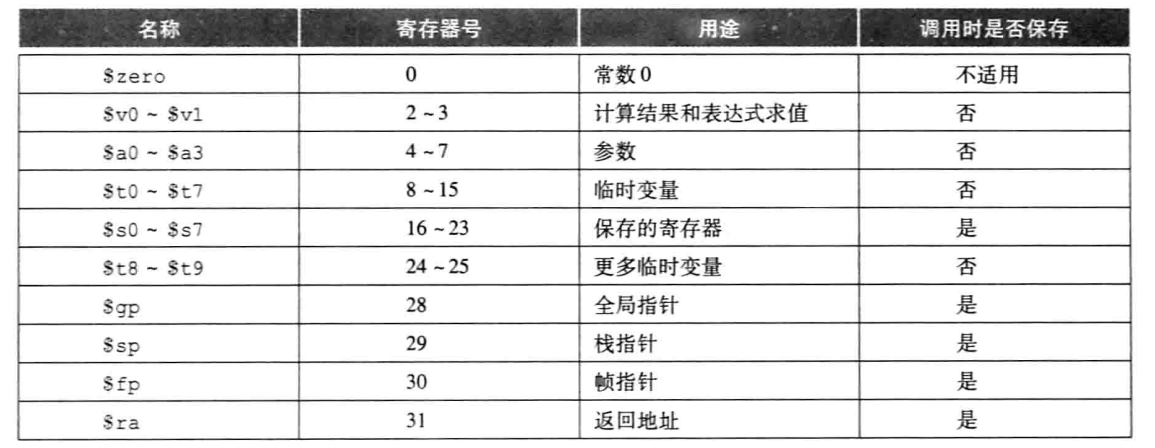 名称 寄存器号 用途 调用时是否保存
$zero 0 常数0 不适用
$v0 ~ $v1 2 ~ 3 计算结果和表达式求值 否
$a0 ~ $a3 4 ~ 7 参数 否
$t0 ~ $t7 8 ~ 15 临时变量 否
$s0 ~ $s7 16 ~ 23 保存的寄存器 是
$t8 ~ $t9 24 ~ 25 更多临时变量 否
$gp 28 全局指针 是
$sp 29 栈指针 是
$fp 30 帧指针 是
$ra 31 返回地址 是